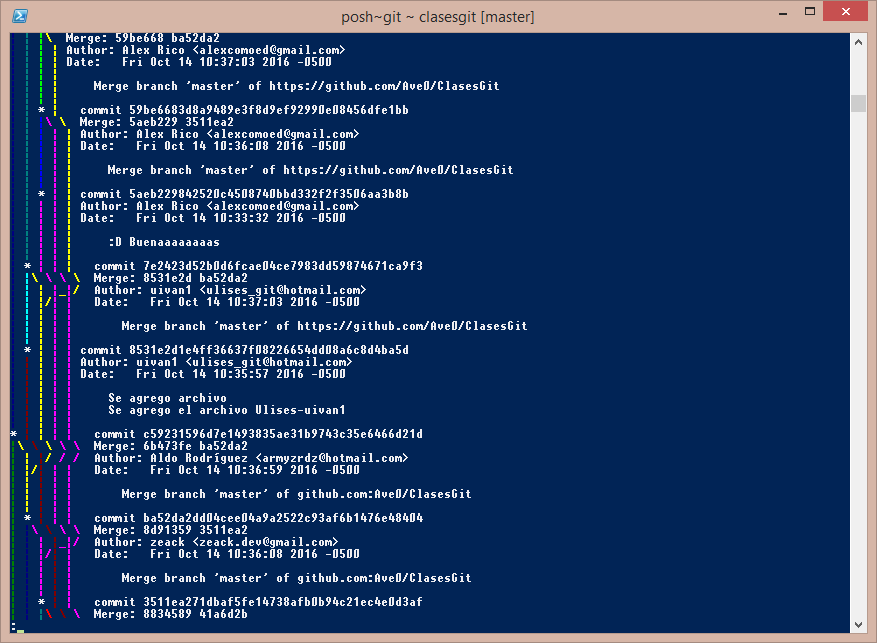 posh~git ~ clasesgit [master]
Merge: 59be668 ba52da2
Author: Alex Rico <alexcomoed@gmail.com>
Date:   Fri Oct 14 10:37:03 2016 -0500
Merge branch 'master' of https://github.com/Ave0/ClasesGit
* commit 59be6683d8a9489e3f8d9ef92990e08456dfe1bb
Merge: 5aeb229 3511ea2
Author: Alex Rico <alexcomoed@gmail.com>
Date:   Fri Oct 14 10:36:08 2016 -0500
Merge branch 'master' of https://github.com/Ave0/ClasesGit
* commit 5aeb229842520c4508740bbd332f2f3506aa3b8b
Author: Alex Rico <alexcomoed@gmail.com>
Date:   Fri Oct 14 10:33:32 2016 -0500
:D Buenaaaaaaaas
* commit 7e2423d52b0d6fcae04ce7983dd59874671ca9f3
Merge: 8531e2d ba52da2
Author: uivan1 <ulises_git@hotmail.com>
Date:   Fri Oct 14 10:37:03 2016 -0500
Merge branch 'master' of https://github.com/Ave0/ClasesGit
* commit 8531e2d1e4ff36637f08226654dd08a6c8d4ba5d
Author: uivan1 <ulises_git@hotmail.com>
Date:   Fri Oct 14 10:35:57 2016 -0500
Se agrego archivo
Se agrego el archivo Ulises-uivan1
* commit c59231596d7e1493835ae31b9743c35e6466d21d
Merge: 6b473fe ba52da2
Author: Aldo Rodríguez <armyzrdz@hotmail.com>
Date:   Fri Oct 14 10:36:59 2016 -0500
Merge branch 'master' of github.com:Ave0/ClasesGit
* commit ba52da2dd04cee04a9a2522c93af6b1476e48404
Merge: 8d91359 3511ea2
Author: zeack <zeack.dev@gmail.com>
Date:   Fri Oct 14 10:36:08 2016 -0500
Merge branch 'master' of github.com:Ave0/ClasesGit
* commit 3511ea271dbaf5fe14738afb0b94c21ec4e0d3af
Merge: 8834589 41a6d2b
: